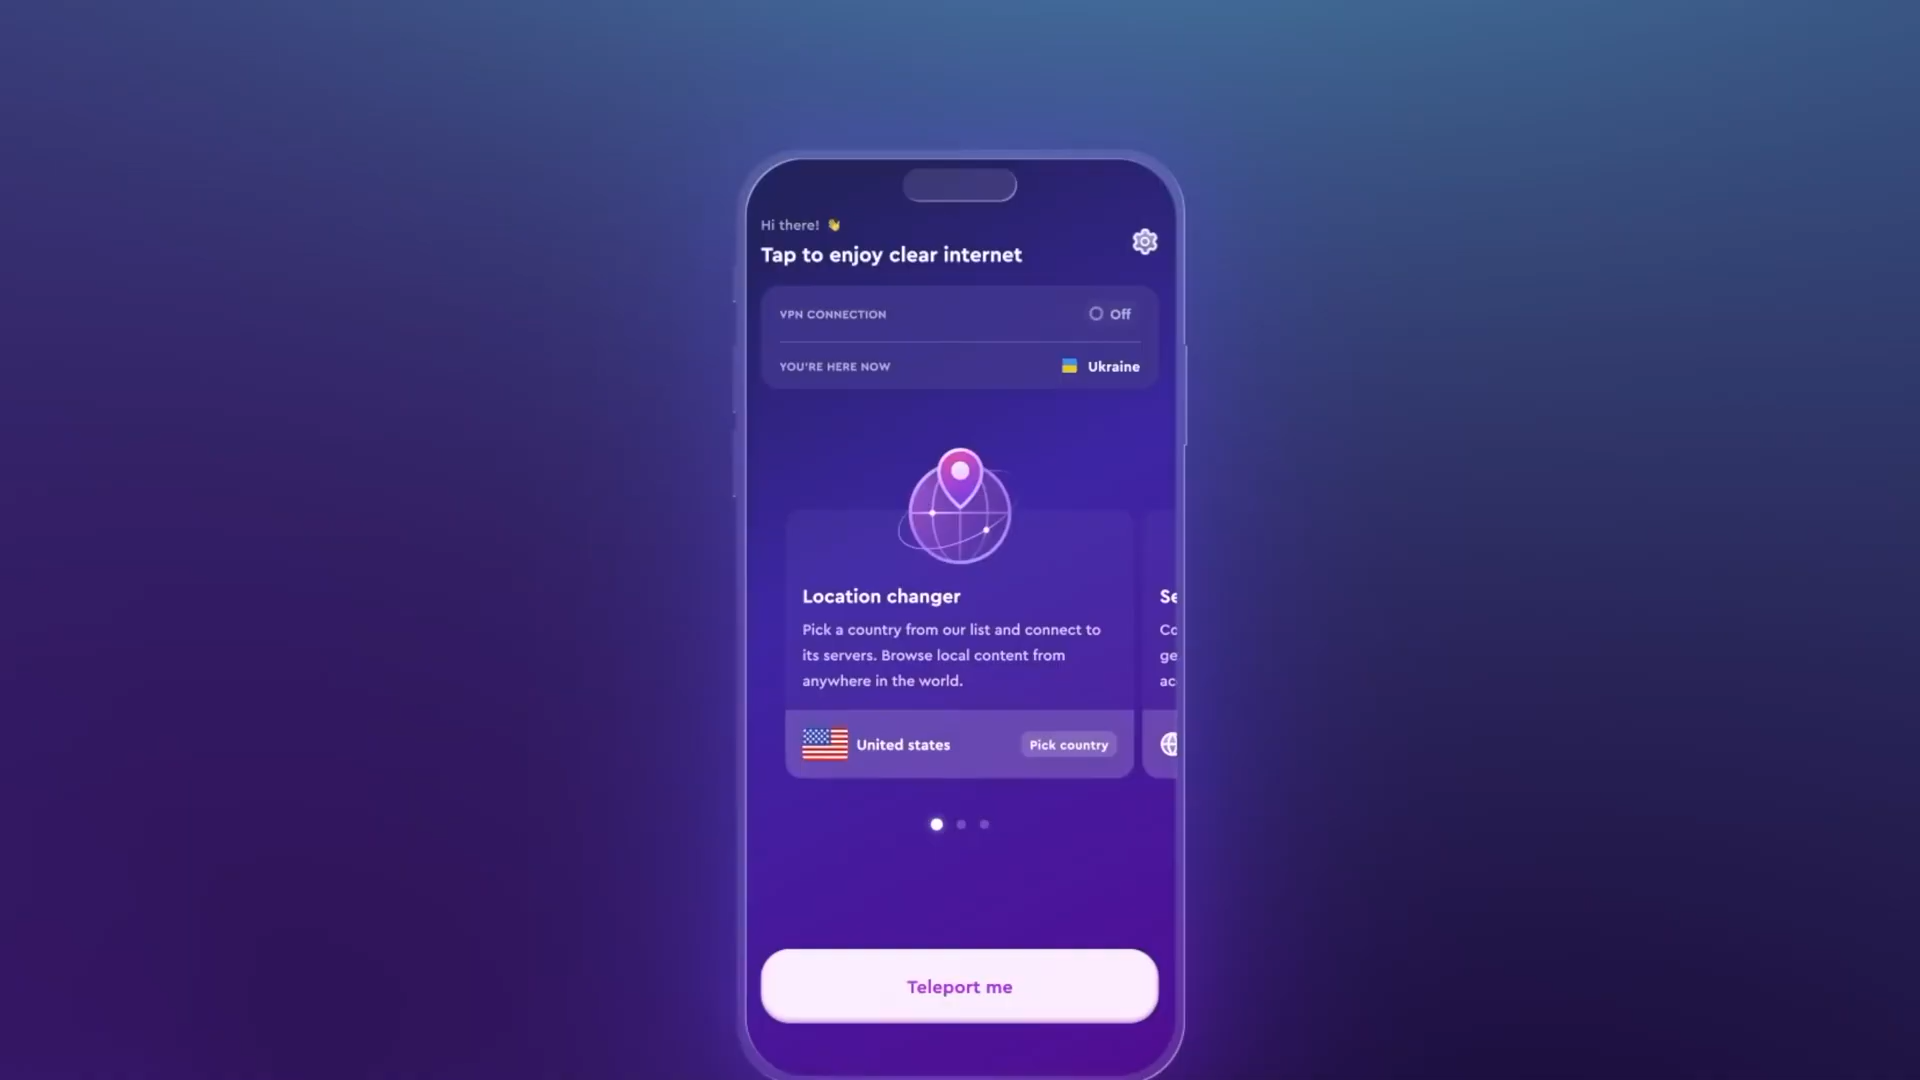 Hi there! 👋
Tap to enjoy clear internet
VPN CONNECTION
Off
YOU'RE HERE NOW
Ukraine
Location changer
Pick a country from our list and connect to
its servers. Browse local content from
anywhere in the world.
United states
Pick country
Teleport me